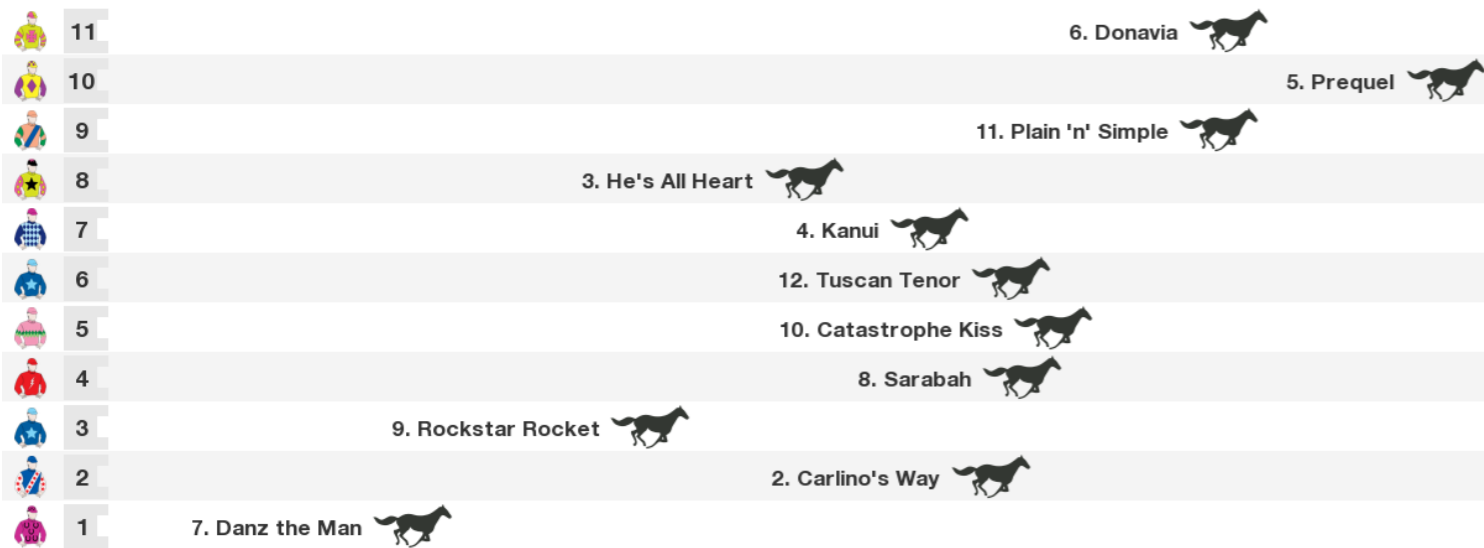 11 6. Donavia
10 5. Prequel
9 11. Plain 'n' Simple
8 3. He's All Heart
7 4. Kanui
6 12. Tuscan Tenor
5 10. Catastrophe Kiss
4 8. Sarabah
3 9. Rockstar Rocket
2 2. Carlino's Way
1 7. Danz the Man